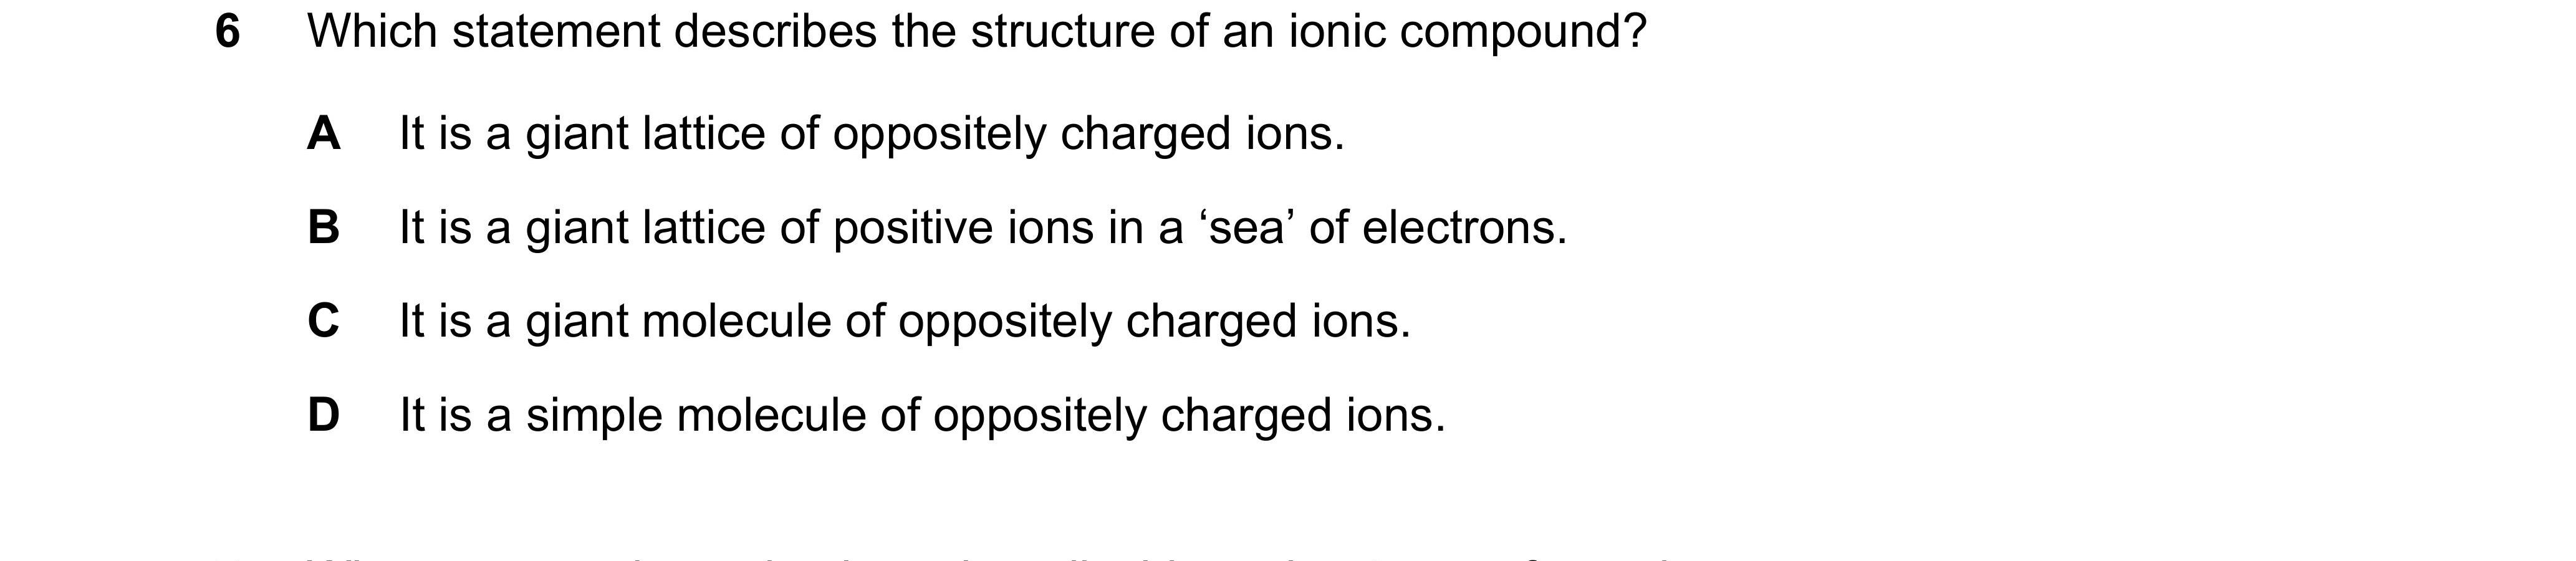 6 Which statement describes the structure of an ionic compound?
A It is a giant lattice of oppositely charged ions.
B It is a giant lattice of positive ions in a ‘sea’ of electrons.
C It is a giant molecule of oppositely charged ions.
D It is a simple molecule of oppositely charged ions.